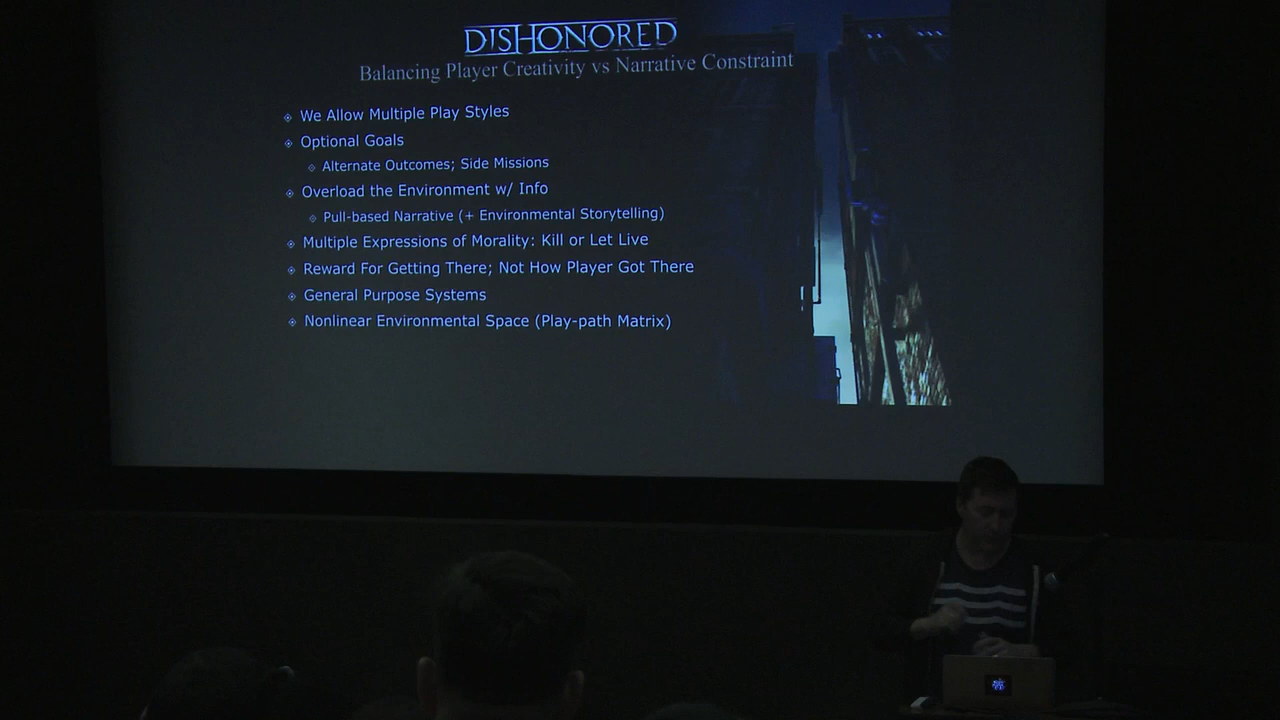 DISHONORED
Balancing Player Creativity vs Narrative Constraint
We Allow Multiple Play Styles
Optional Goals
Alternate Outcomes; Side Missions
Overload the Environment w/ Info
Pull-based Narrative (+ Environmental Storytelling)
Multiple Expressions of Morality: Kill or Let Live
Reward For Getting There; Not How Player Got There
General Purpose Systems
Nonlinear Environmental Space (Play-path Matrix)